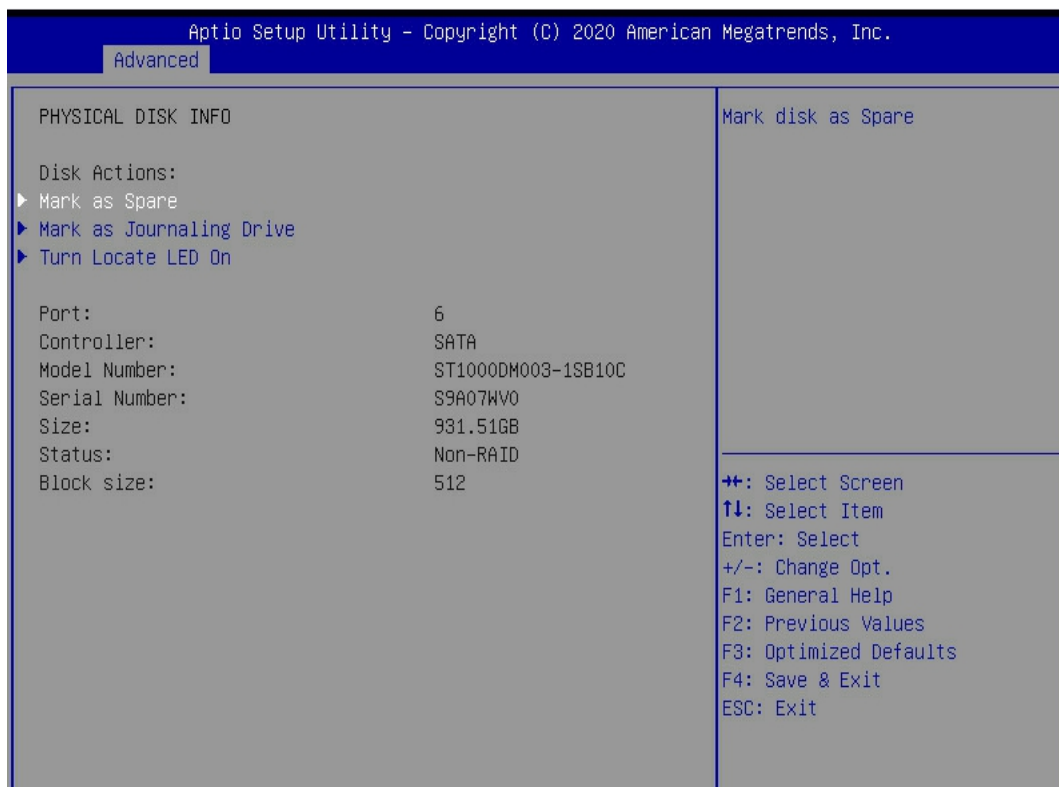 Aptio Setup Utility – Copyright (C) 2020 American Megatrends, Inc.
Advanced
PHYSICAL DISK INFO
Disk Actions:
Mark as Spare
Mark as Journaling Drive
Turn Locate LED On
Port: 6
Controller: SATA
Model Number: ST1000DM003-1SB10C
Serial Number: S9A07WV0
Size: 931.51GB
Status: Non-RAID
Block size: 512
Mark disk as Spare
→←: Select Screen
↑↓: Select Item
Enter: Select
+/-: Change Opt.
F1: General Help
F2: Previous Values
F3: Optimized Defaults
F4: Save & Exit
ESC: Exit